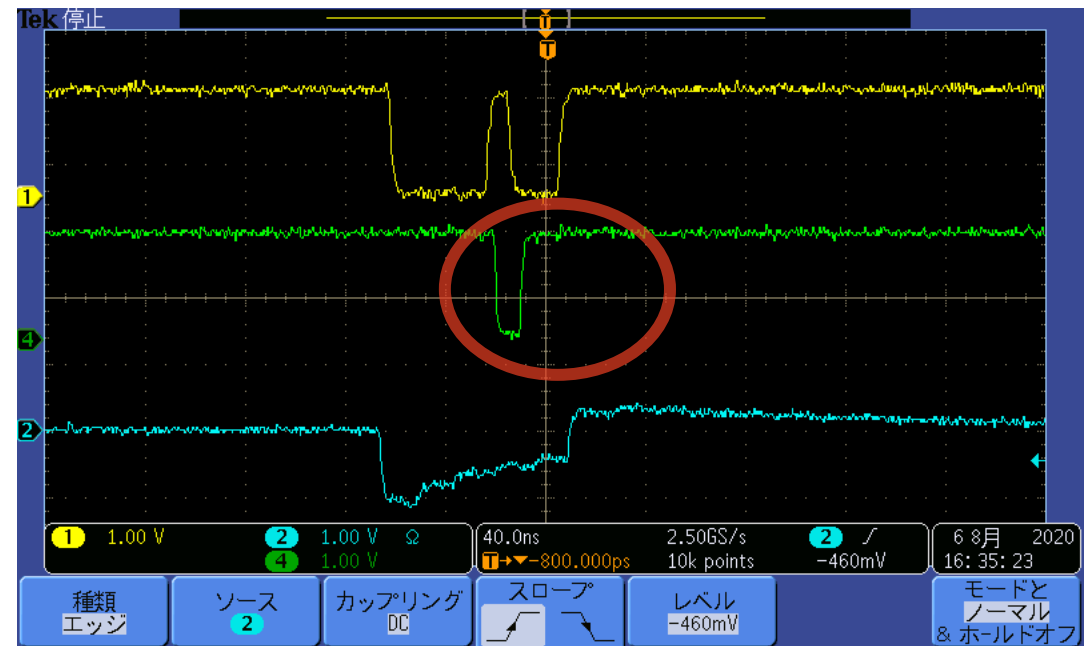 Tek 停止
T
T
1
4
2
1 1.00 V 2 1.00 V Ω
4 1.00 V
40.0ns 2.50GS/s 2
T→▼-800.000ps 10k points -460mV
6 8月 2020
16:35:23
種類
エッジ
ソース
2
カップリング
DC
スロープ
レベル
-460mV
モードと
ノーマル
& ホールドオフ